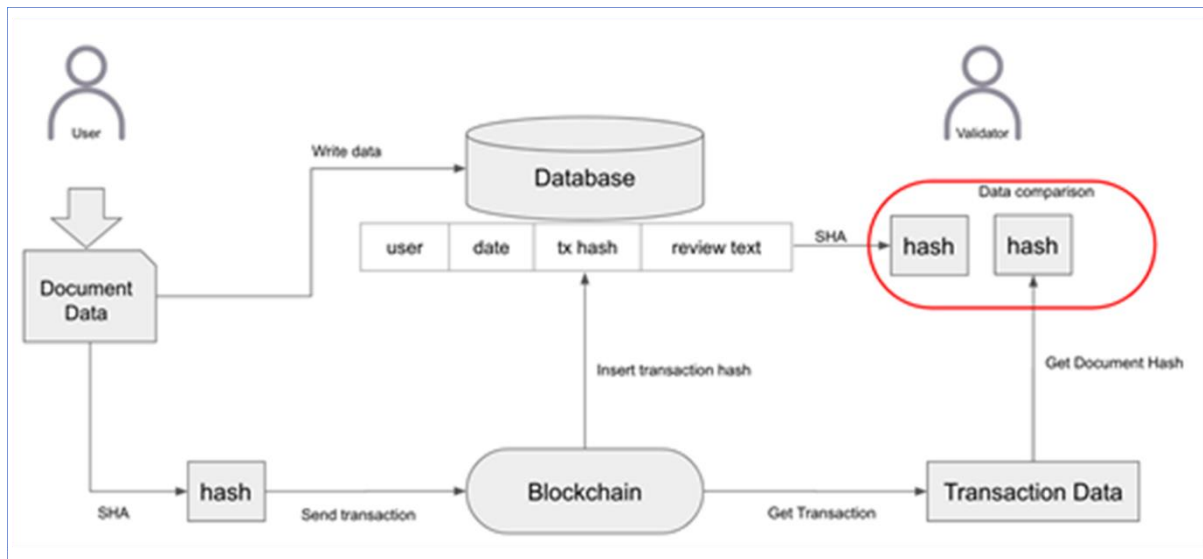 User
Validator
Write data
Database
Data comparison
user
date
tx hash
review text
SHA
hash
hash
Document
Data
Insert transaction hash
Get Document Hash
SHA
hash
Send transaction
Blockchain
Get Transaction
Transaction Data